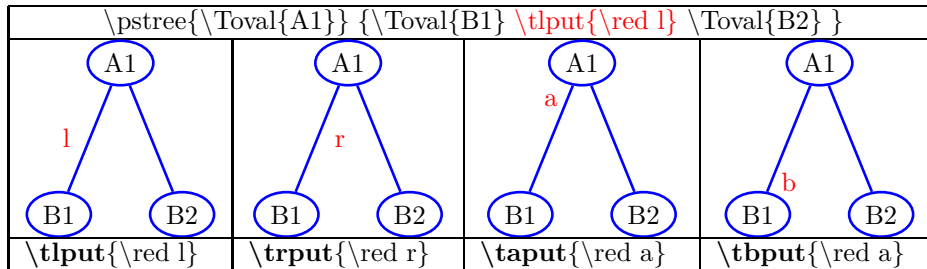 \pstree{\Toval{A1}} {\Toval{B1} \tlput{\red l} \Toval{B2} }
A1 A1 A1 A1
a
l r
b
B1 B2 B1 B2 B1 B2 B1 B2
\tlput{\red l} \trput{\red r} \taput{\red a} \tbput{\red a}